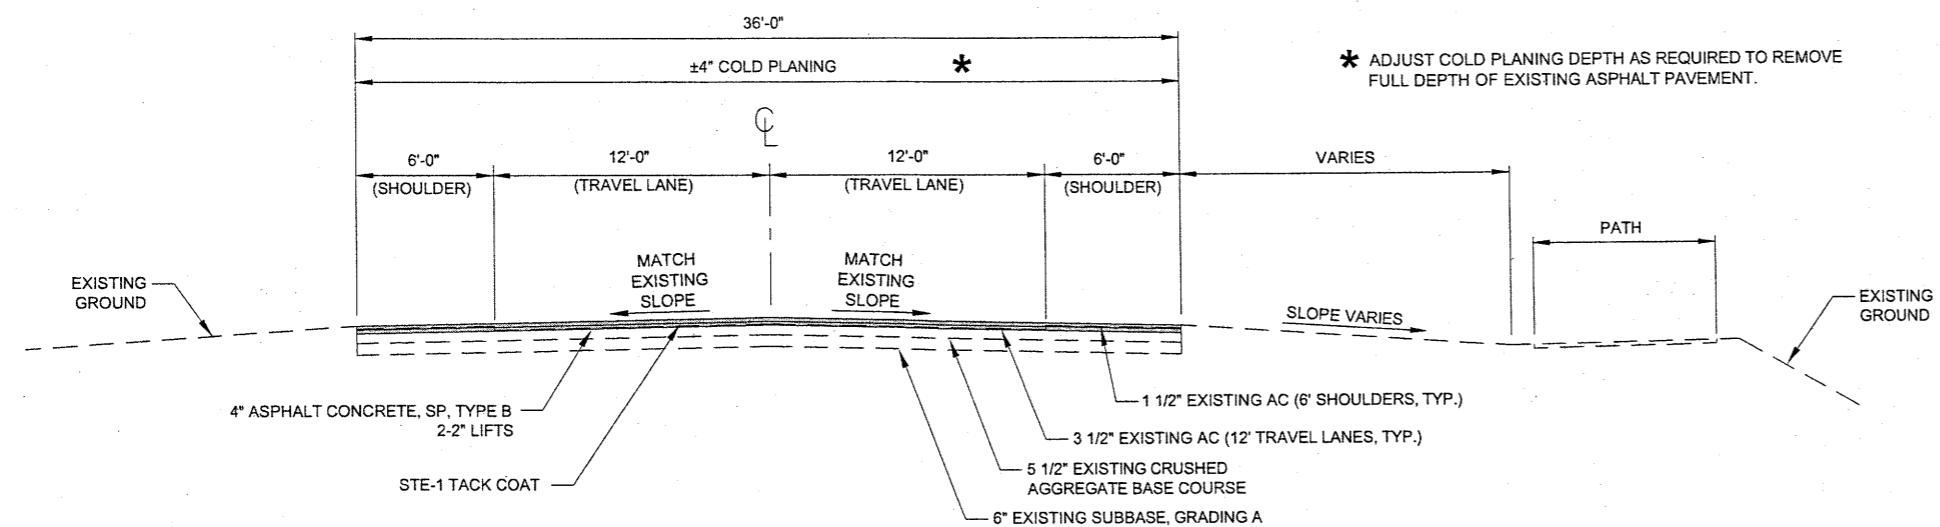 36'-0"
±4" COLD PLANING *
* ADJUST COLD PLANING DEPTH AS REQUIRED TO REMOVE
FULL DEPTH OF EXISTING ASPHALT PAVEMENT.
CL
6'-0"
(SHOULDER)
12'-0"
(TRAVEL LANE)
12'-0"
(TRAVEL LANE)
6'-0"
(SHOULDER)
VARIES
PATH
EXISTING
GROUND
MATCH
EXISTING
SLOPE
MATCH
EXISTING
SLOPE
SLOPE VARIES
EXISTING
GROUND
4" ASPHALT CONCRETE, SP, TYPE B
2-2" LIFTS
STE-1 TACK COAT
1 1/2" EXISTING AC (6' SHOULDERS, TYP.)
3 1/2" EXISTING AC (12' TRAVEL LANES, TYP.)
5 1/2" EXISTING CRUSHED
AGGREGATE BASE COURSE
6" EXISTING SUBBASE, GRADING A